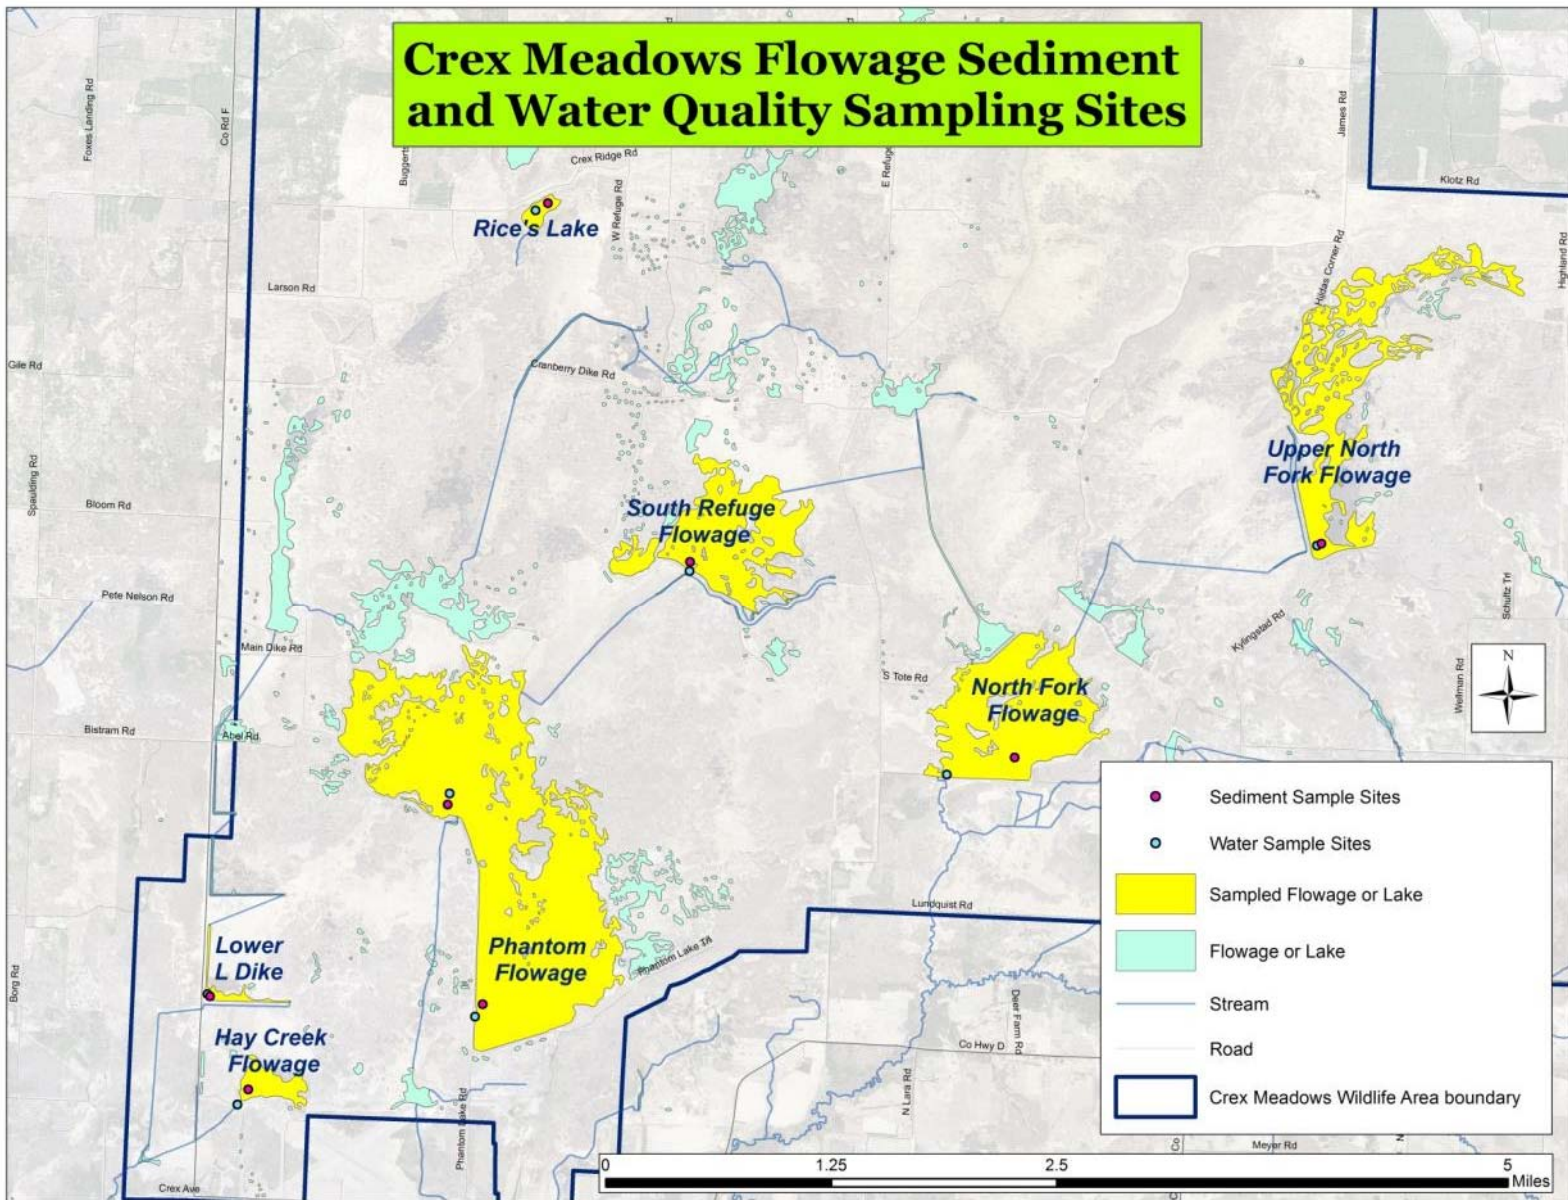 Crex Meadows Flowage Sediment
and Water Quality Sampling Sites
Foxes Landing Rd
Co Rd F
Crex Ridge Rd
W Refuge Rd
E Refuge
James Rd
Klotz Rd
Rice's Lake
Highland Rd
Hildas Corner Rd
Larson Rd
Gile Rd
Cranberry Dike Rd
Upper North
Fork Flowage
Spaulding Rd
Bloom Rd
South Refuge
Flowage
Pete Nelson Rd
Schultz Trl
Main Dike Rd
Kylingstad Rd
N
S Tote Rd
Wellman Rd
North Fork
Flowage
Bistram Rd
Abel Rd
Sediment Sample Sites
Water Sample Sites
Sampled Flowage or Lake
Flowage or Lake
Stream
Road
Crex Meadows Wildlife Area boundary
Lundquist Rd
Lower
L Dike
Phantom
Flowage
Phantom Lake Trl
Borg Rd
Deer Farm Rd
Hay Creek
Flowage
Co Hwy D
N Lara Rd
Phantom Lake Rd
Meyer Rd
Co
Crex Ave
0 1.25 2.5 5
Miles